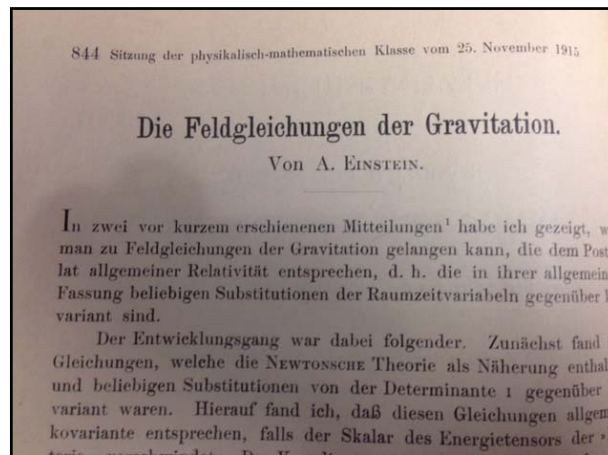 844 Sitzung der physikalisch-mathematischen Klasse vom 25. November 1915
Die Feldgleichungen der Gravitation.
Von A. EINSTEIN.
In zwei vor kurzem erschienenen Mitteilungen¹ habe ich gezeigt, w
man zu Feldgleichungen der Gravitation gelangen kann, die dem Post
lat allgemeiner Relativität entsprechen, d. h. die in ihrer allgemein
Fassung beliebigen Substitutionen der Raumzeitvariabeln gegenüber
variant sind.
Der Entwicklungsgang war dabei folgender. Zunächst fand
Gleichungen, welche die NEWTONSCHE Theorie als Näherung enthal
und beliebigen Substitutionen von der Determinante 1 gegenüber
variant waren. Hierauf fand ich, daß diesen Gleichungen allgem
kovariante entsprechen, falls der Skalar des Energietensors der